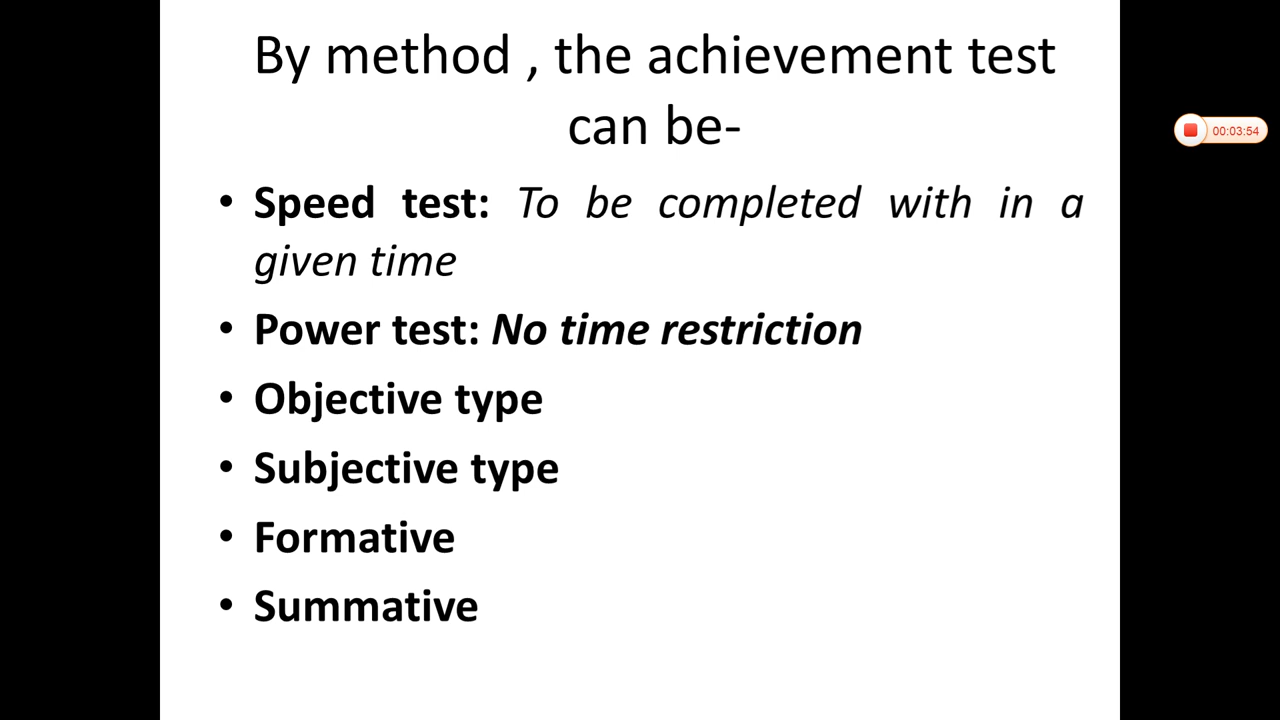 By method , the achievement test
can be-
• Speed test: To be completed with in a
given time
• Power test: No time restriction
• Objective type
• Subjective type
• Formative
• Summative
00:03:54